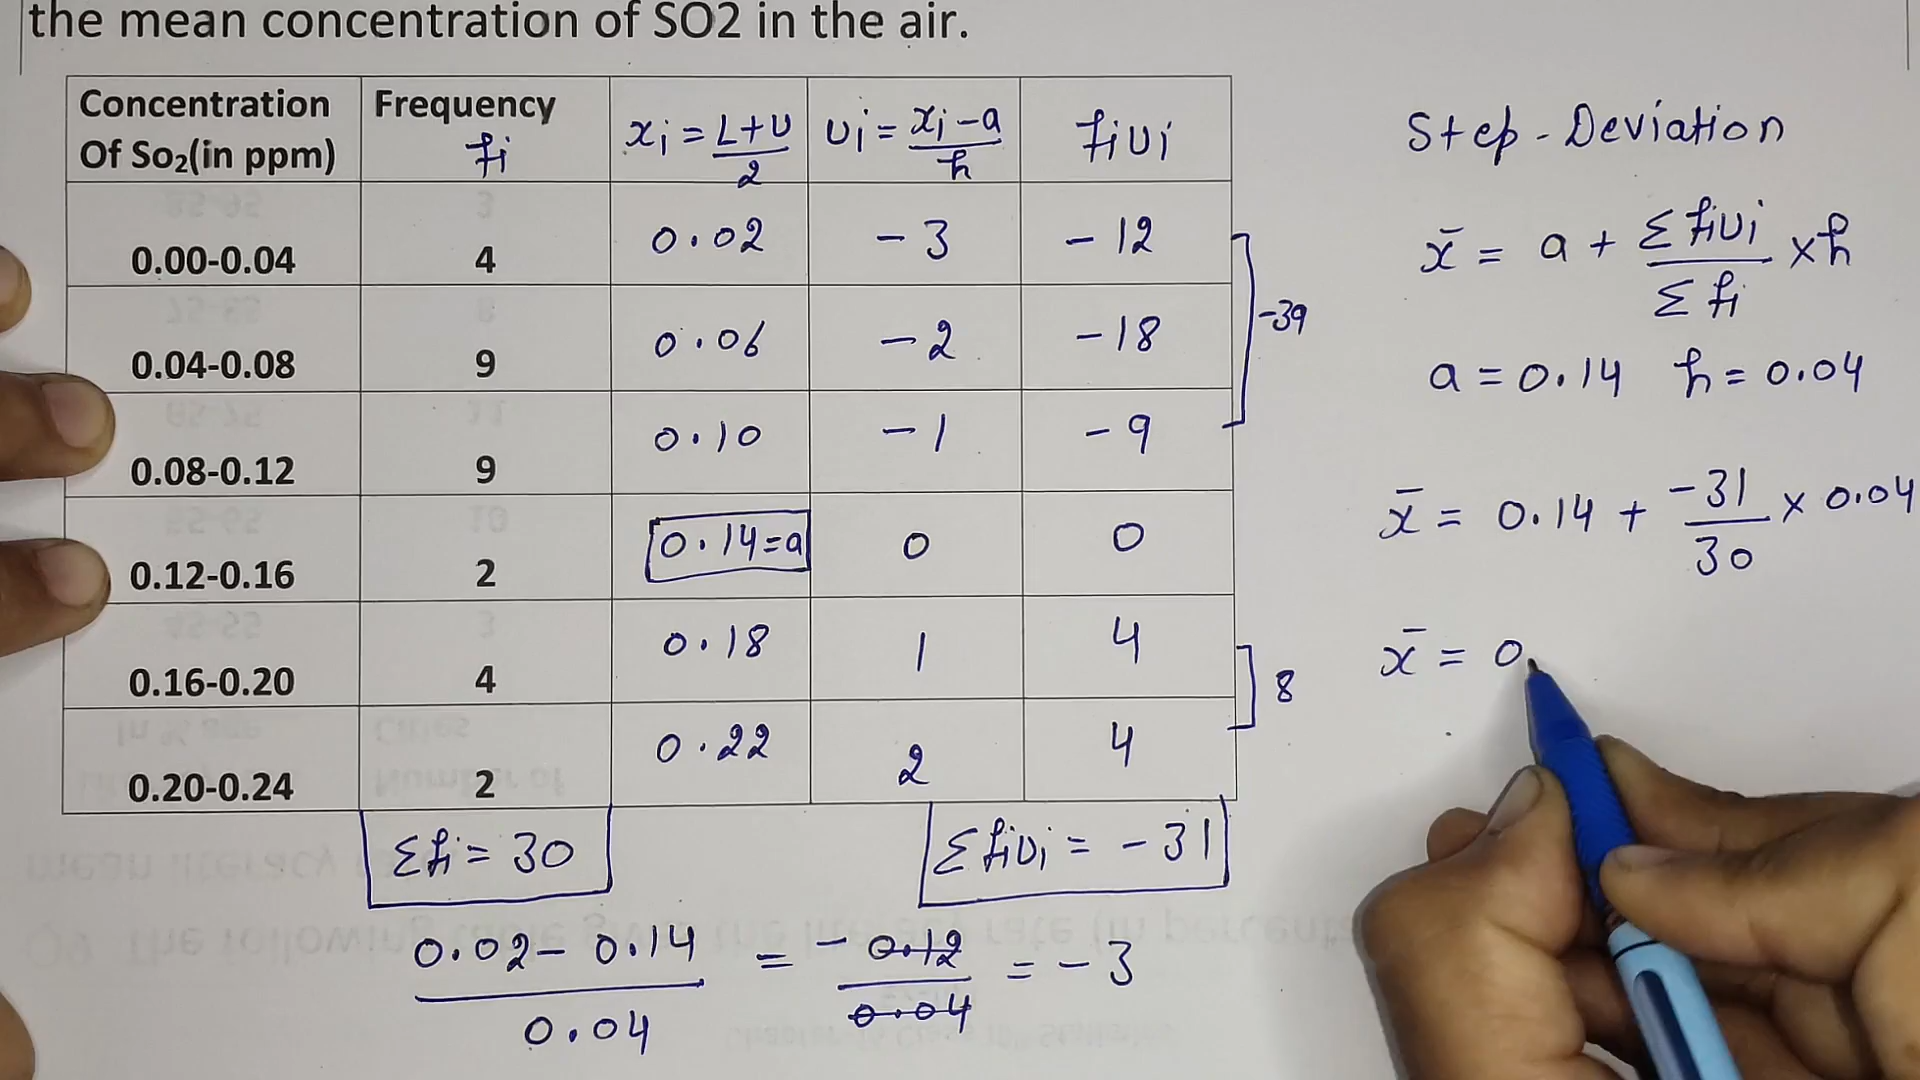 the mean concentration of SO2 in the air.
Concentration Of So₂(in ppm) Frequency fi xi = L+U/2 ui = xi-a/h fiui
0.00-0.04 4 0.02 -3 -12
0.04-0.08 9 0.06 -2 -18
0.08-0.12 9 0.10 -1 -9
0.12-0.16 2 0.14=a 0 0
0.16-0.20 4 0.18 1 4
0.20-0.24 2 0.22 2 4
-39
8
Σfi = 30 Σfiui = -31
0.02-0.14/0.04 = -0.12/0.04 = -3
Step-Deviation
x̄ = a + Σfiui/Σfi ×h
a = 0.14 h = 0.04
x̄ = 0.14 + -31/30 × 0.04
x̄ = 0.